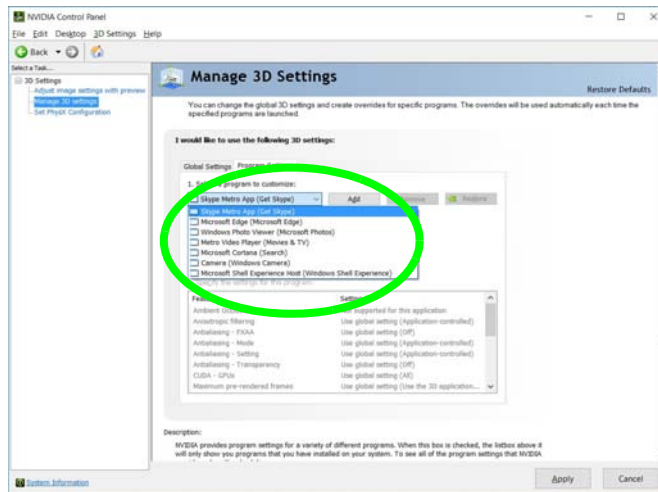 NVIDIA Control Panel
File Edit Desktop 3D Settings Help
Back
Select a Task...
3D Settings
Adjust image settings with preview
Manage 3D settings
Set PhysX Configuration
Manage 3D Settings
Restore Defaults
You can change the global 3D settings and create overrides for specific programs. The overrides will be used automatically each time the
specified programs are launched.
I would like to use the following 3D settings:
Global Settings Program
1. a program to customize:
Skype Metro App (Get Skype) Add Remove Restore
Skype Metro App (Get Skype)
Microsoft Edge (Microsoft Edge)
Windows Photo Viewer (Microsoft Photos)
Metro Video Player (Movies & TV)
Microsoft Cortana (Search)
Camera (Windows Camera)
Microsoft Shell Experience Host (Windows Shell Experience)
the settings for this program:
Setting
Ambient supported for this application
Anisotropic filtering Use global setting (Application-controlled)
Antialiasing - FXAA Use global setting (Off)
Antialiasing - Mode Use global setting (Application-controlled)
Antialiasing - Setting Use global setting (Application-controlled)
Antialiasing - Transparency Use global setting (Off)
CUDA - GPUs Use global setting (All)
Maximum pre-rendered frames Use global setting (Use the 3D application...
Description:
NVIDIA provides program settings for a variety of different programs. When this box is checked, the listbox above it
will only show you programs that you have installed on your system. To see all of the program settings that NVIDIA
System Information
Apply Cancel